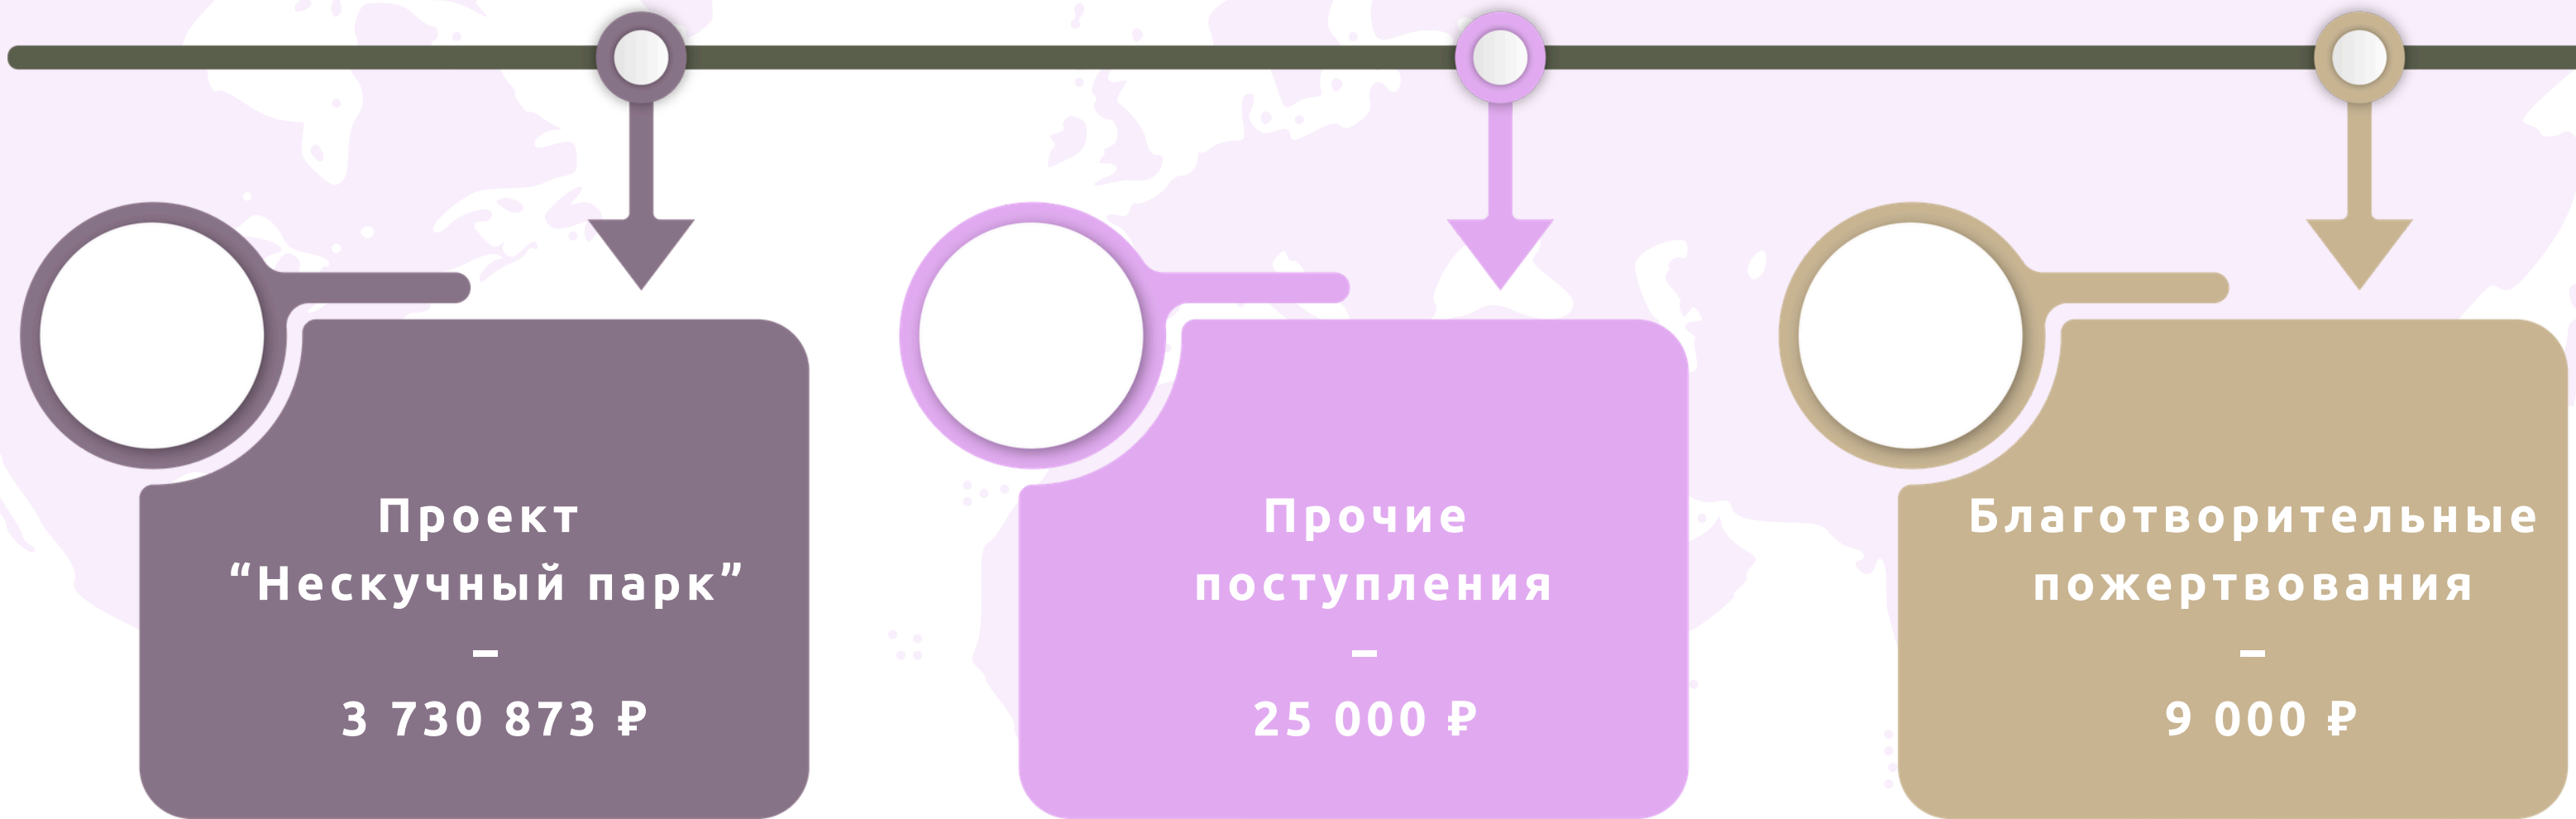 Проект
“Нескучный парк”
–
3 730 873 ₽
Прочие
поступления
–
25 000 ₽
Благотворительные
пожертвования
–
9 000 ₽